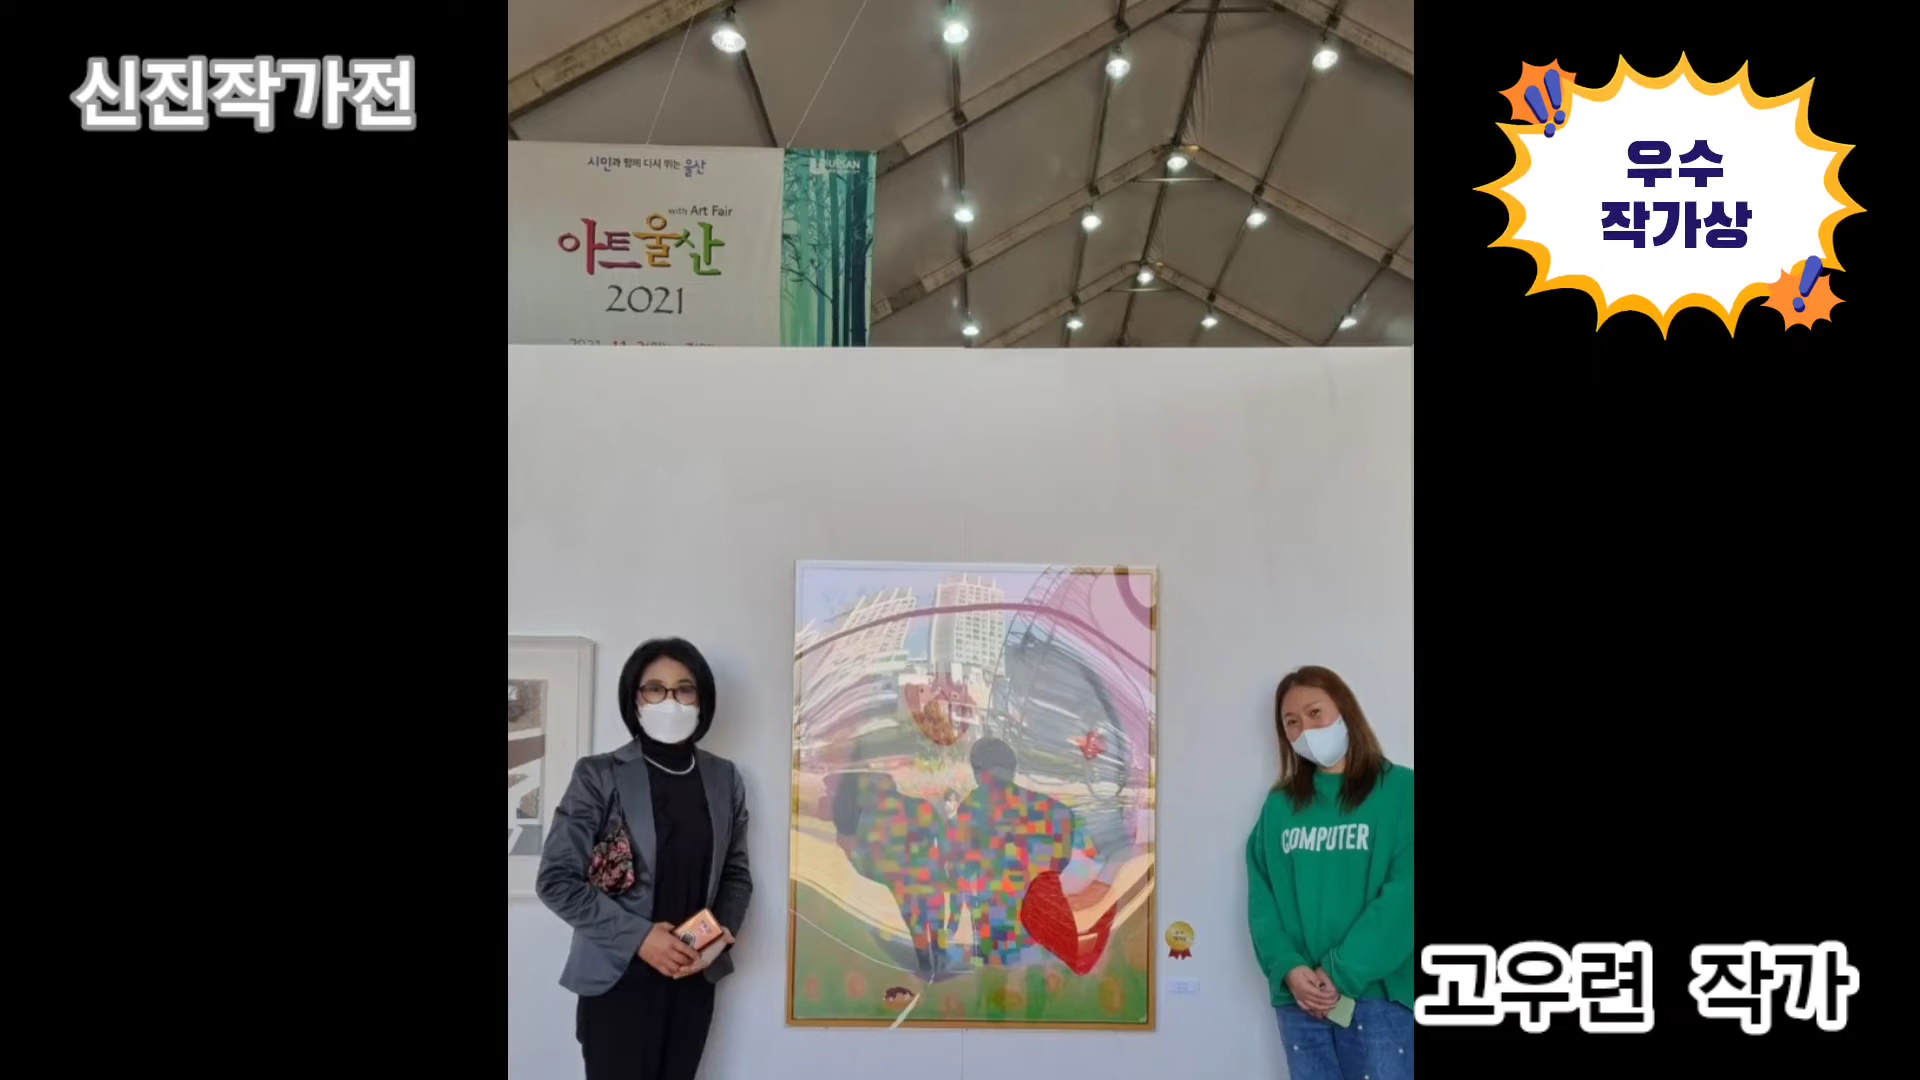 신진작가전
우수
작가상
시민과 함께 다시 뛰는 울산
with Art Fair
아트울산
2021
COMPUTER
고우련 작가